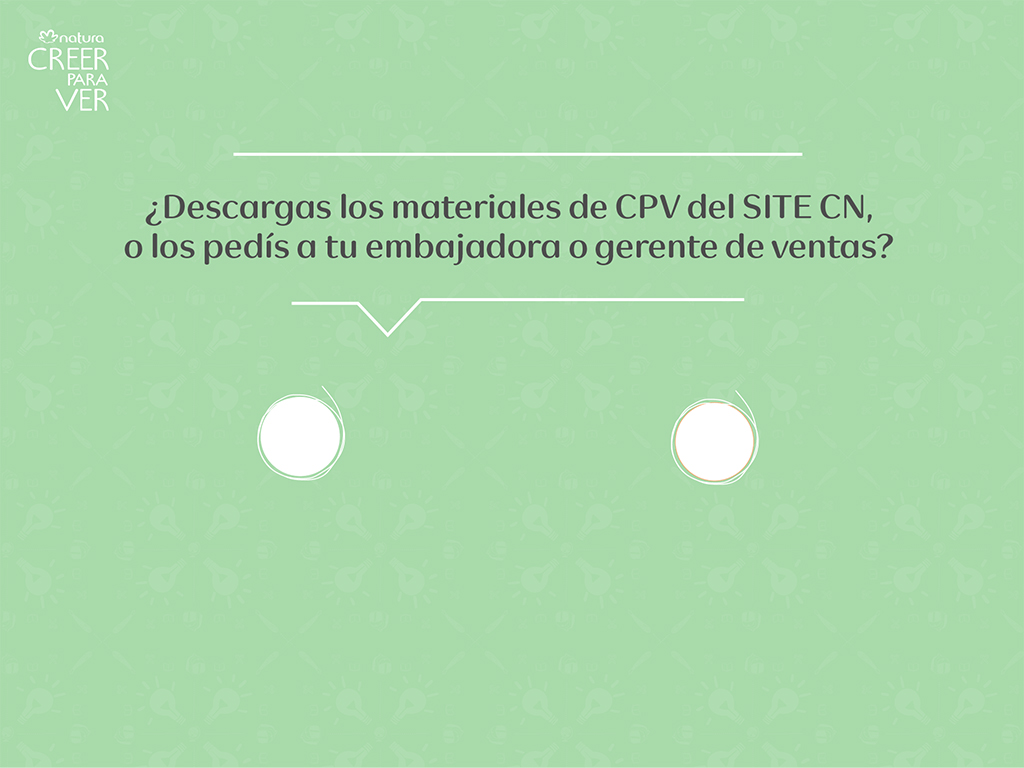 natura
CREER
PARA
VER
¿Descargas los materiales de CPV del SITE CN,
o los pedís a tu embajadora o gerente de ventas?